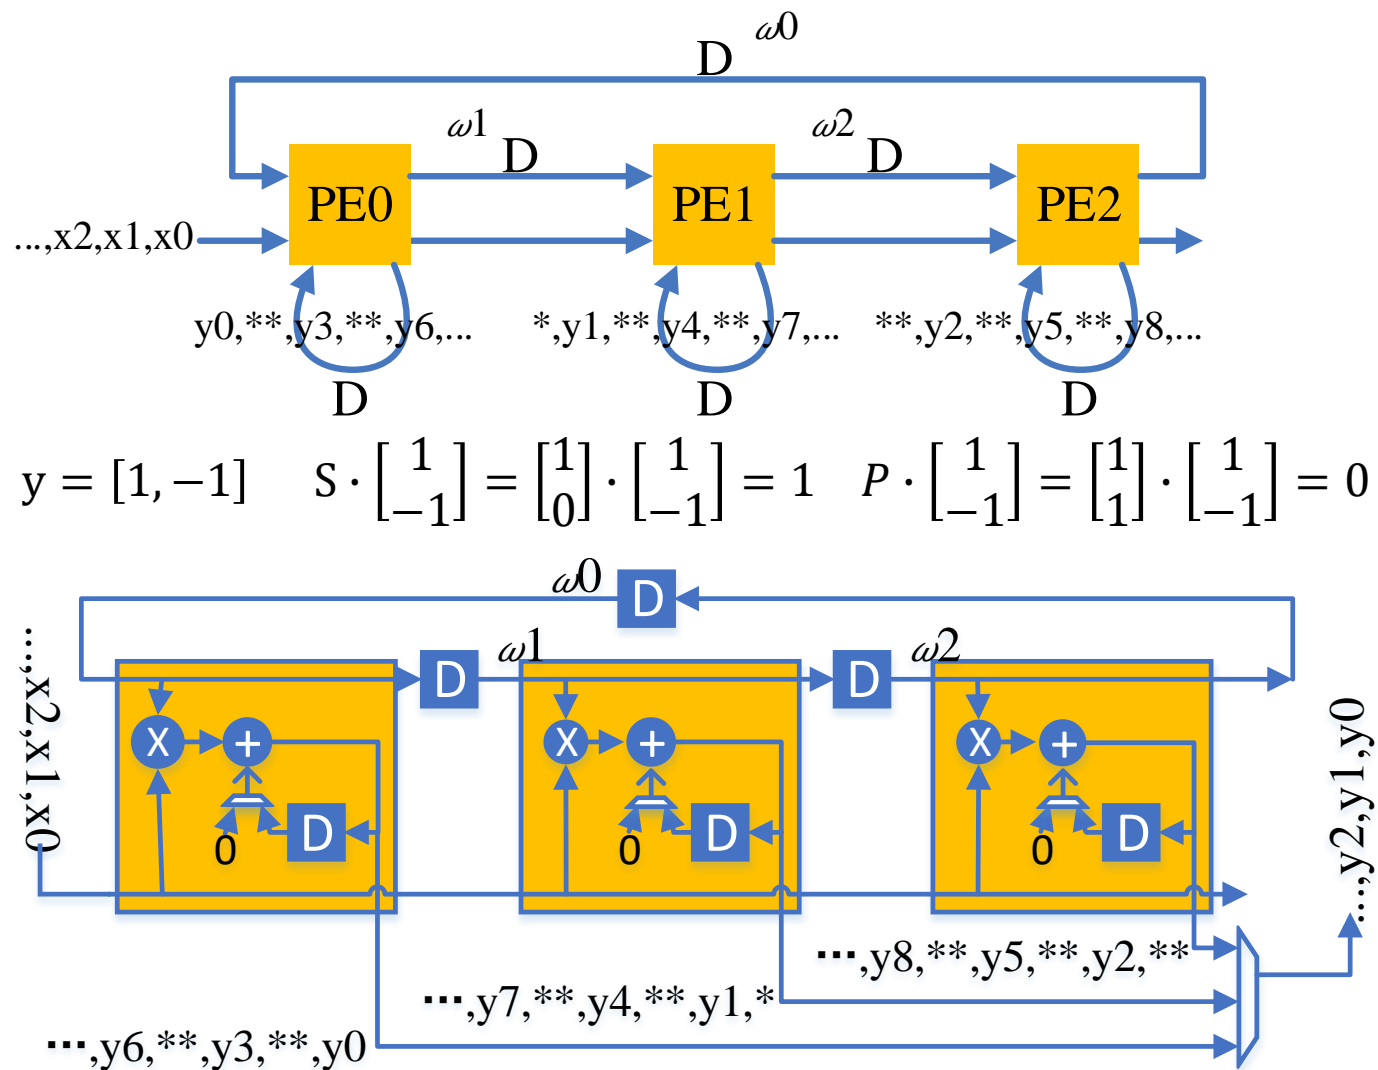 ω0
D
ω1 D
ω2 D
PE0 PE1 PE2
...,x2,x1,x0
y0,**,y3,**,y6,... *,y1,**,y4,**,y7,... **,y2,**,y5,**,y8,...
D D D
y = [1, −1] S · [1 −1] = [1 0] · [1 −1] = 1 P · [1 −1] = [1 1] · [1 −1] = 0
ω0 D
D ω1 D ω2
X + X + X +
0 D 0 D 0 D
...,x2,x1,x0
...,y2,y1,y0
...,y8,**,y5,**,y2,**
...,y7,**,y4,**,y1,*
...,y6,**,y3,**,y0